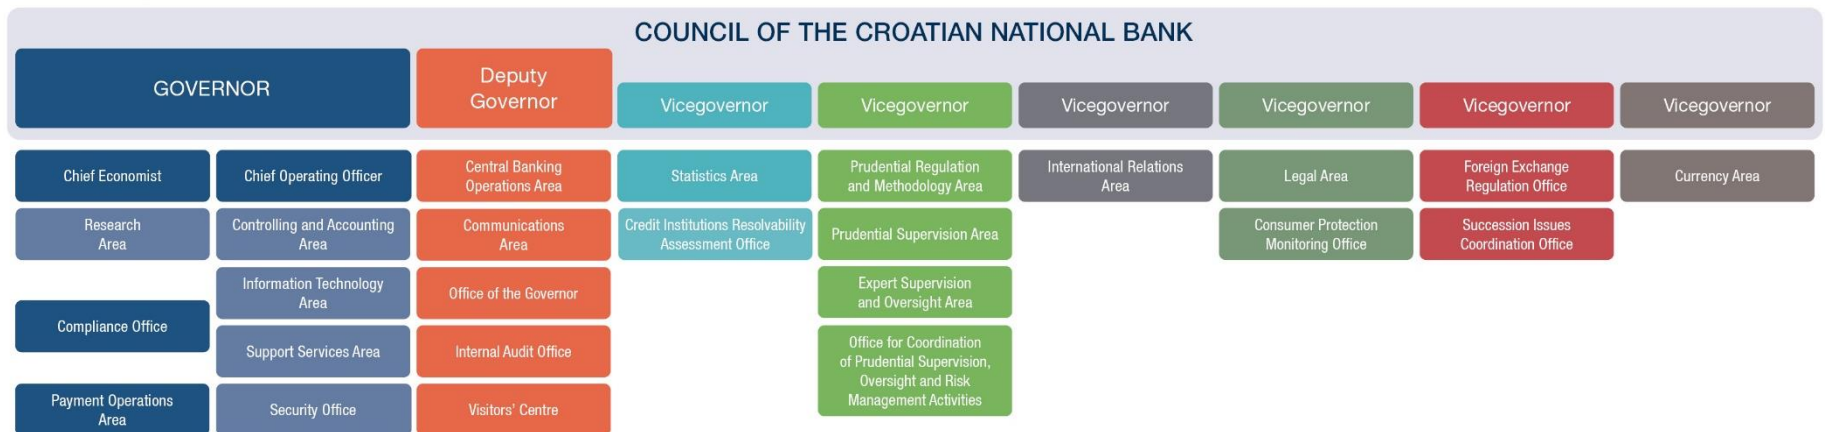 COUNCIL OF THE CROATIAN NATIONAL BANK
GOVERNOR
Deputy
Governor
Vicegovernor
Vicegovernor
Vicegovernor
Vicegovernor
Vicegovernor
Vicegovernor
Chief Economist
Research
Area
Compliance Office
Payment Operations
Area
Chief Operating Officer
Controlling and Accounting
Area
Information Technology
Area
Support Services Area
Security Office
Central Banking
Operations Area
Communications
Area
Office of the Governor
Internal Audit Office
Visitors' Centre
Statistics Area
Credit Institutions Resolvability
Assessment Office
Prudential Regulation
and Methodology Area
Prudential Supervision Area
Expert Supervision
and Oversight Area
Office for Coordination
of Prudential Supervision,
Oversight and Risk
Management Activities
International Relations
Area
Legal Area
Consumer Protection
Monitoring Office
Foreign Exchange
Regulation Office
Succession Issues
Coordination Office
Currency Area